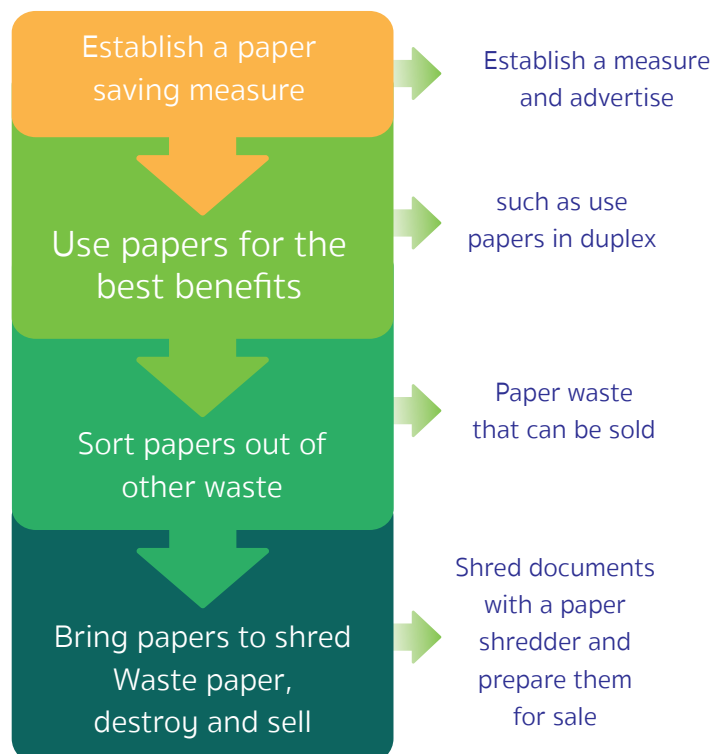 Establish a paper
saving measure
Establish a measure
and advertise
Use papers for the
best benefits
such as use
papers in duplex
Sort papers out of
other waste
Paper waste
that can be sold
Bring papers to shred
Waste paper,
destroy and sell
Shred documents
with a paper
shredder and
prepare them
for sale